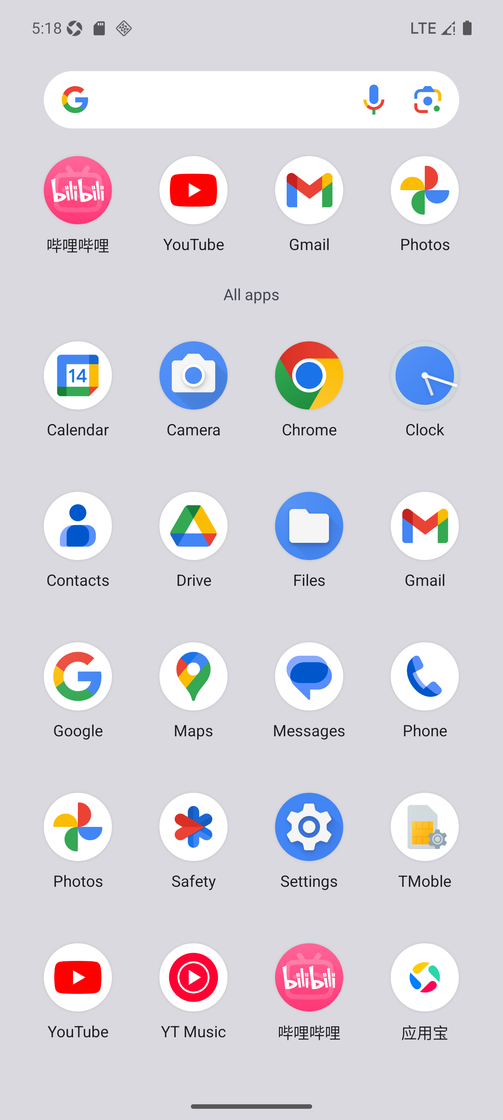 5:18
LTE
bilibili
哔哩哔哩
YouTube
Gmail
Photos
All apps
14
Calendar
Camera
Chrome
Clock
Contacts
Drive
Files
Gmail
Google
Maps
Messages
Phone
Photos
Safety
Settings
TMoble
bilibili
YouTube
YT Music
哔哩哔哩
应用宝